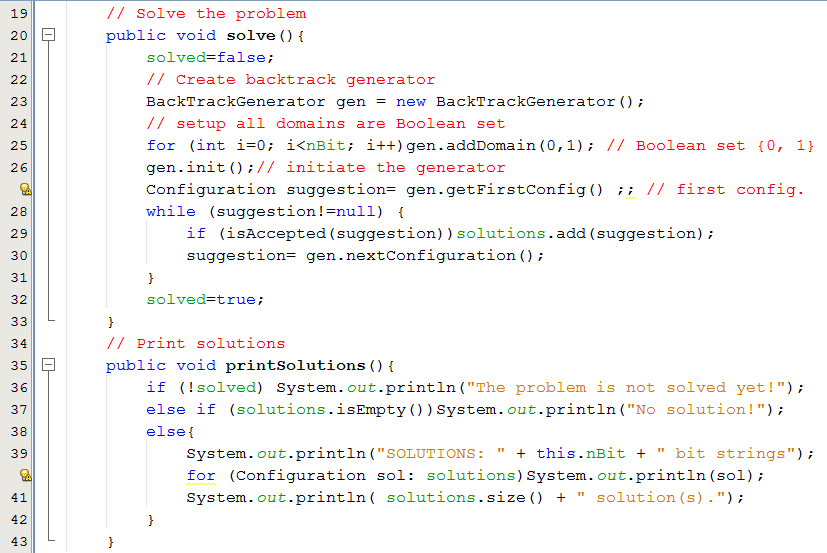 19 // Solve the problem
20 public void solve(){
21 solved=false;
22 // Create backtrack generator
23 BackTrackGenerator gen = new BackTrackGenerator();
24 // setup all domains are Boolean set
25 for (int i=0; i<nBit; i++)gen.addDomain(0,1); // Boolean set {0, 1}
26 gen.init();// initiate the generator
Configuration suggestion= gen.getFirstConfig() ;; // first config.
28 while (suggestion!=null) {
29 if (isAccepted(suggestion))solutions.add(suggestion);
30 suggestion= gen.nextConfiguration();
31 }
32 solved=true;
33 }
34 // Print solutions
35 public void printSolutions(){
36 if (!solved) System.out.println("The problem is not solved yet!");
37 else if (solutions.isEmpty())System.out.println("No solution!");
38 else{
39 System.out.println("SOLUTIONS: " + this.nBit + " bit strings");
for (Configuration sol: solutions)System.out.println(sol);
41 System.out.println( solutions.size() + " solution(s).");
42 }
43 }